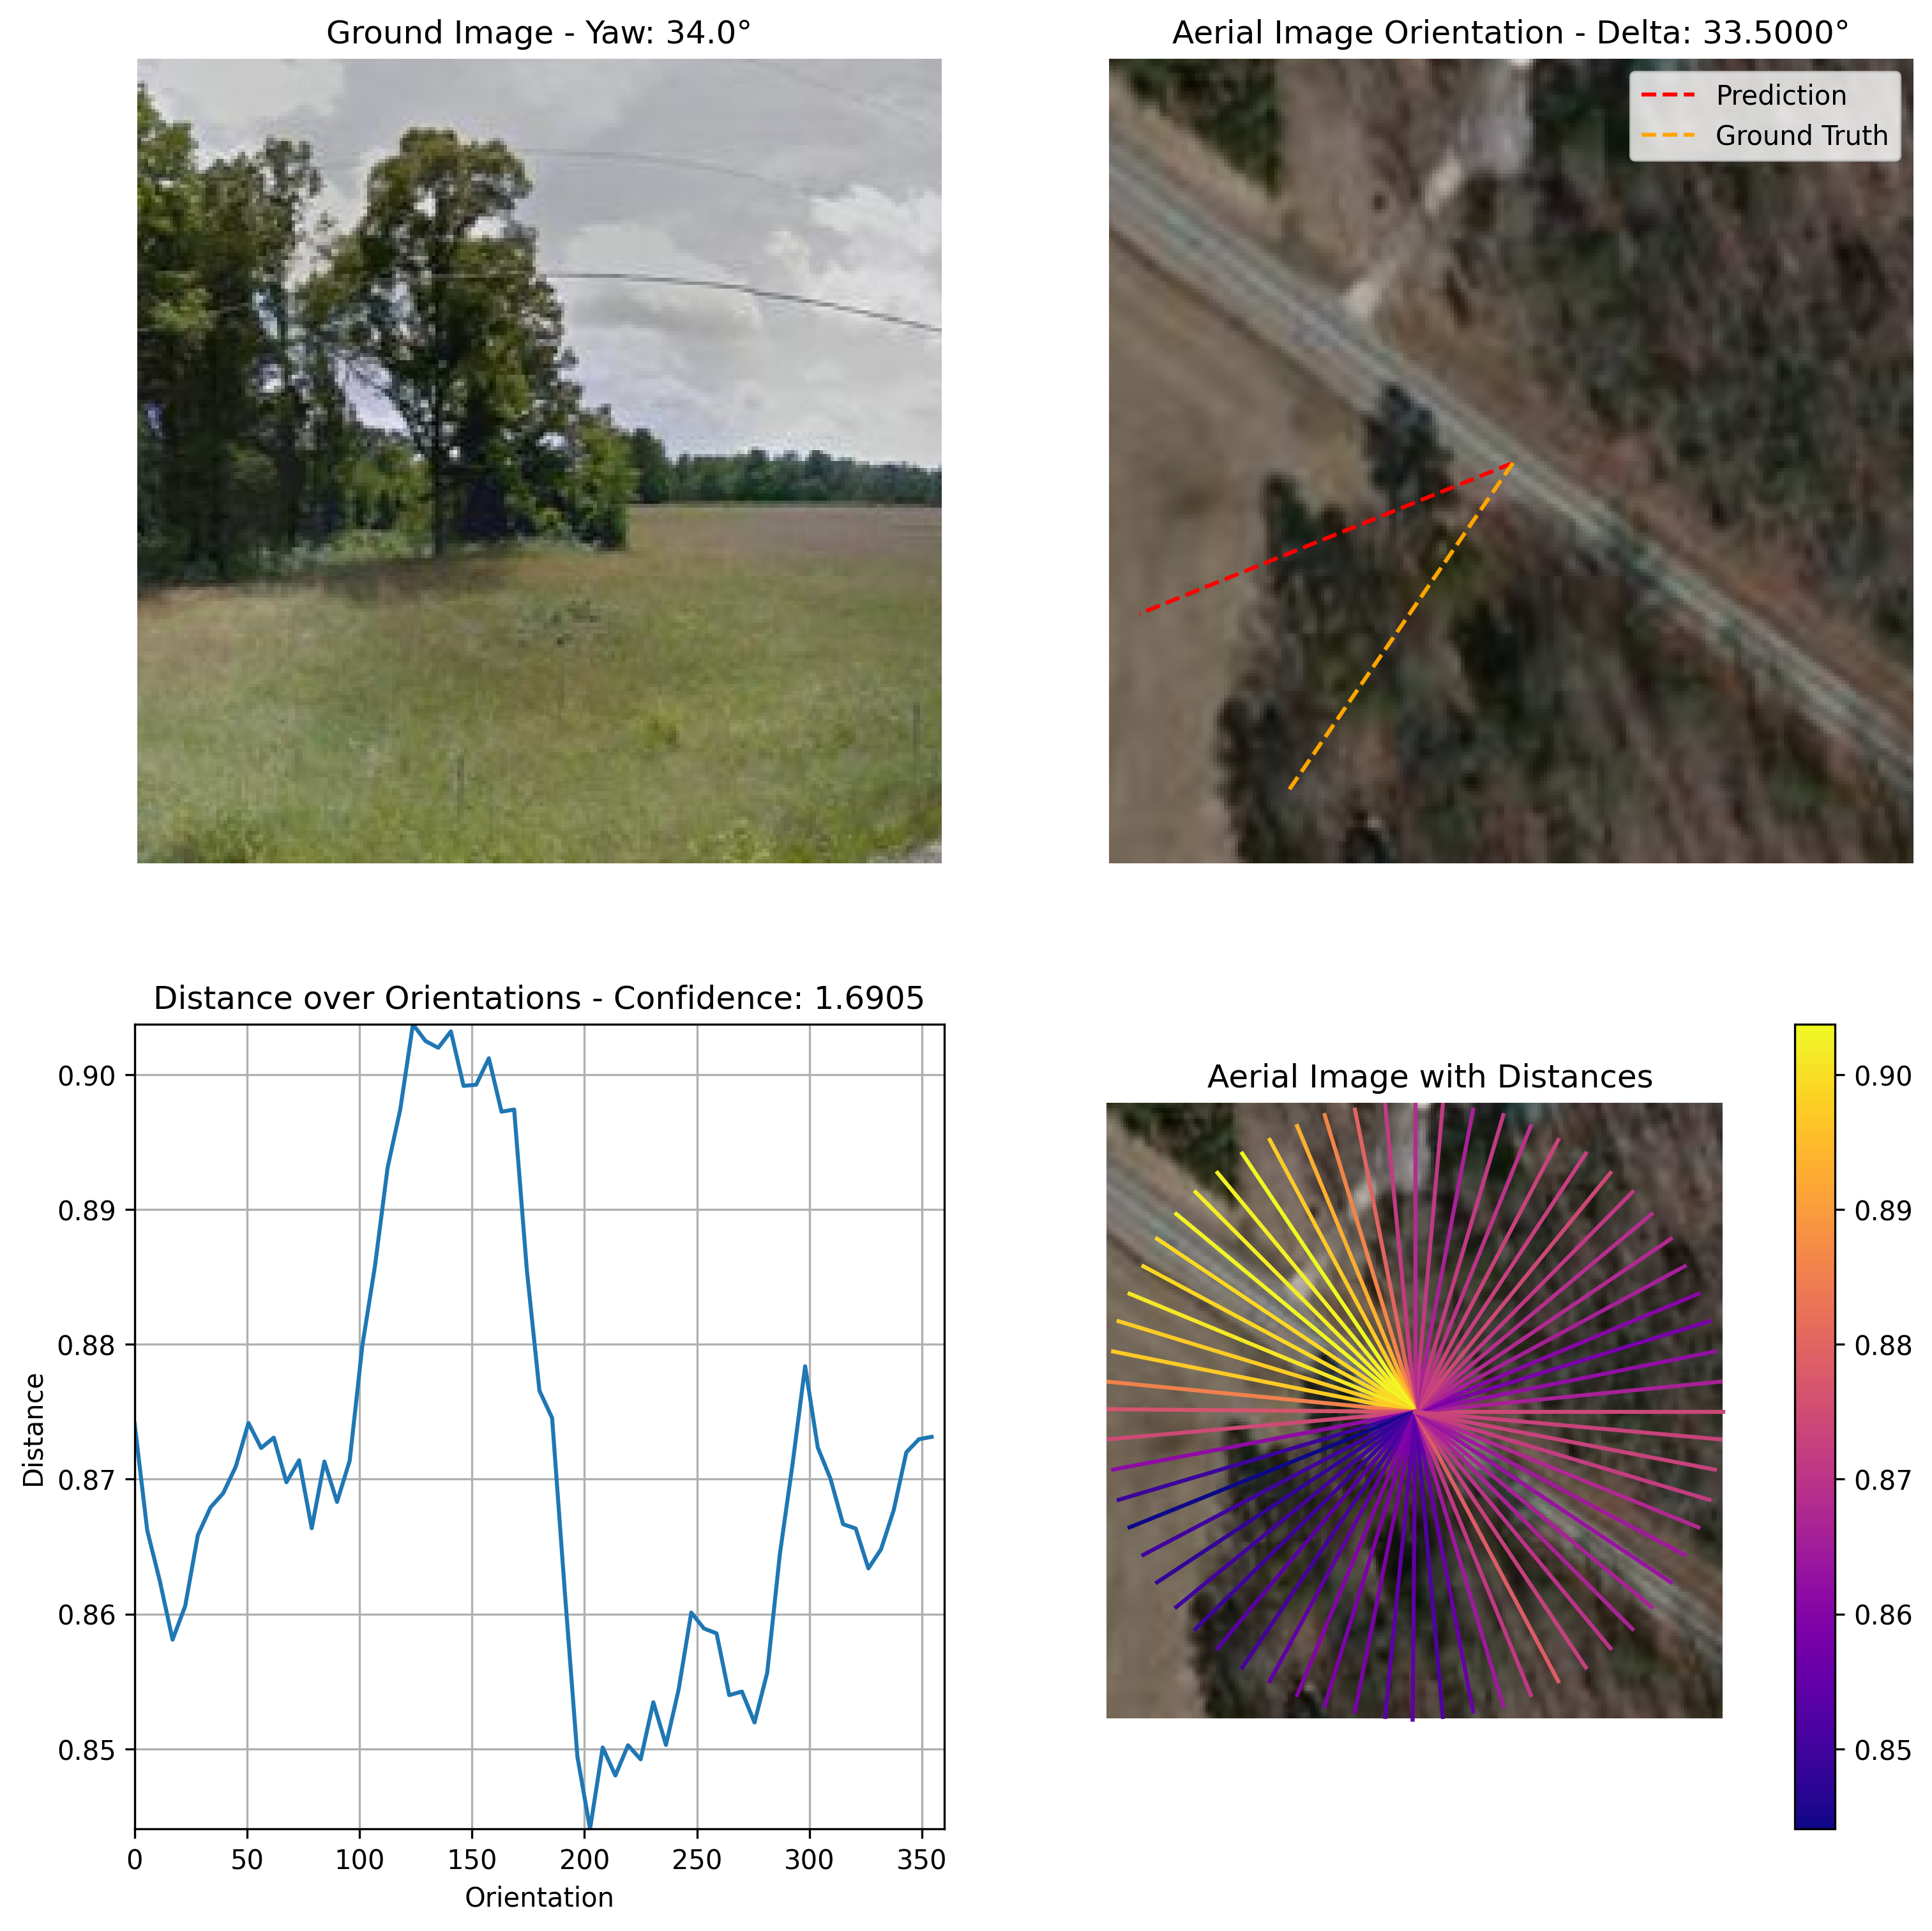 Ground Image - Yaw: 34.0°
Aerial Image Orientation - Delta: 33.5000°
Prediction
Ground Truth
Distance over Orientations - Confidence: 1.6905
0.90
0.89
0.88
0.87
0.86
0.85
Distance
0 50 100 150 200 250 300 350
Orientation
Aerial Image with Distances
0.90
0.89
0.88
0.87
0.86
0.85